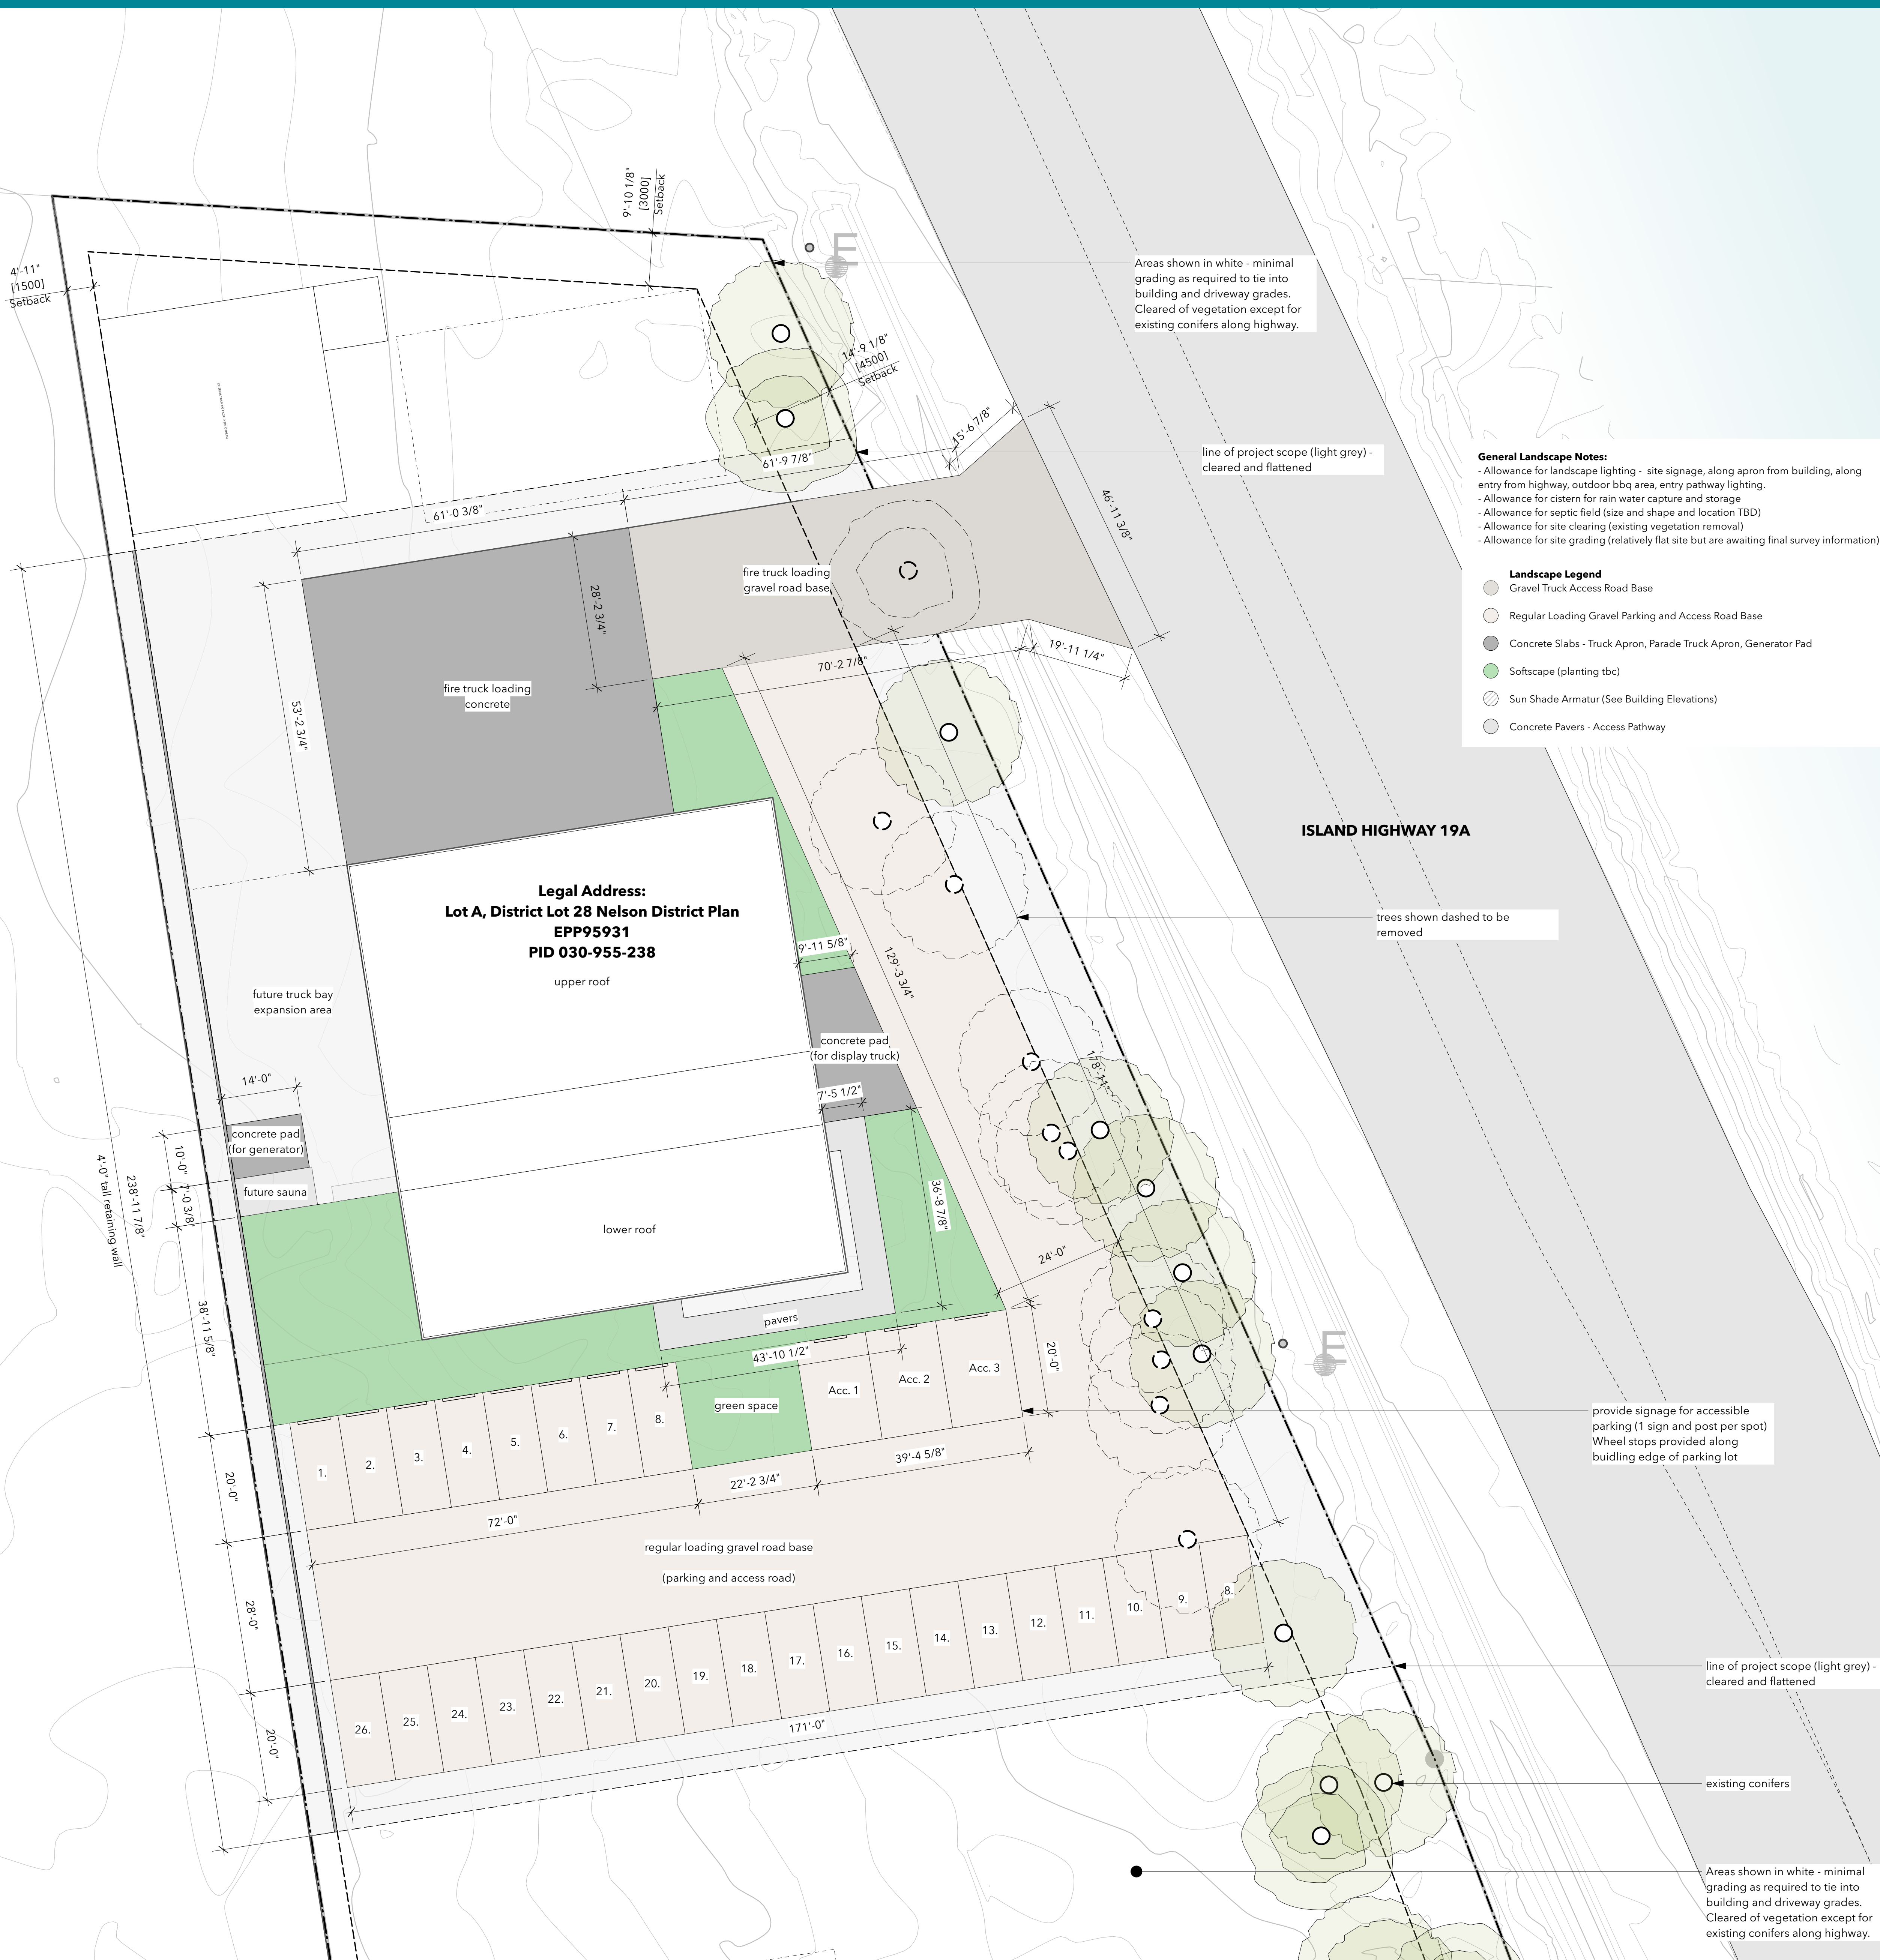 9'-10 1/8"
[3000]
Setback
4'-11"
[1500]
Setback
E
Areas shown in white - minimal
grading as required to tie into
building and driveway grades.
Cleared of vegetation except for
existing conifers along highway.
14'-9 1/8"
[4500]
Setback
15'-6 7/8"
61'-9 7/8"
line of project scope (light grey) -
cleared and flattened
61'-0 3/8"
46'-11 3/8"
General Landscape Notes:
- Allowance for landscape lighting - site signage, along apron from building, along
entry from highway, outdoor bbq area, entry pathway lighting.
- Allowance for cistern for rain water capture and storage
- Allowance for septic field (size and shape and location TBD)
- Allowance for site clearing (existing vegetation removal)
- Allowance for site grading (relatively flat site but are awaiting final survey information)
Landscape Legend
Gravel Truck Access Road Base
Regular Loading Gravel Parking and Access Road Base
Concrete Slabs - Truck Apron, Parade Truck Apron, Generator Pad
Softscape (planting tbc)
Sun Shade Armatur (See Building Elevations)
Concrete Pavers - Access Pathway
fire truck loading
gravel road base
28'-2 3/4"
70'-2 7/8"
19'-11 1/4"
fire truck loading
concrete
53'-2 3/4"
ISLAND HIGHWAY 19A
Legal Address:
Lot A, District Lot 28 Nelson District Plan
EPP95931
PID 030-955-238
upper roof
trees shown dashed to be
removed
9'-11 5/8"
129'-3 3/4"
future truck bay
expansion area
concrete pad
(for display truck)
178'-11"
14'-0"
7'-5 1/2"
concrete pad
(for generator)
10'-0"
future sauna
7'-0 3/8"
4'-0" tall retaining wall
238'-11 7/8"
lower roof
36'-8 7/8"
24'-0"
38'-11 5/8"
pavers
43'-10 1/2"
20'-0"
E
Acc. 1
Acc. 2
Acc. 3
green space
provide signage for accessible
parking (1 sign and post per spot)
Wheel stops provided along
buidling edge of parking lot
1.
2.
3.
4.
5.
6.
7.
8.
39'-4 5/8"
22'-2 3/4"
72'-0"
20'-0"
regular loading gravel road base
(parking and access road)
28'-0"
26.
25.
24.
23.
22.
21.
20.
19.
18.
17.
16.
15.
14.
13.
12.
11.
10.
9.
8.
171'-0"
20'-0"
line of project scope (light grey) -
cleared and flattened
existing conifers
Areas shown in white - minimal
grading as required to tie into
building and driveway grades.
Cleared of vegetation except for
existing conifers along highway.